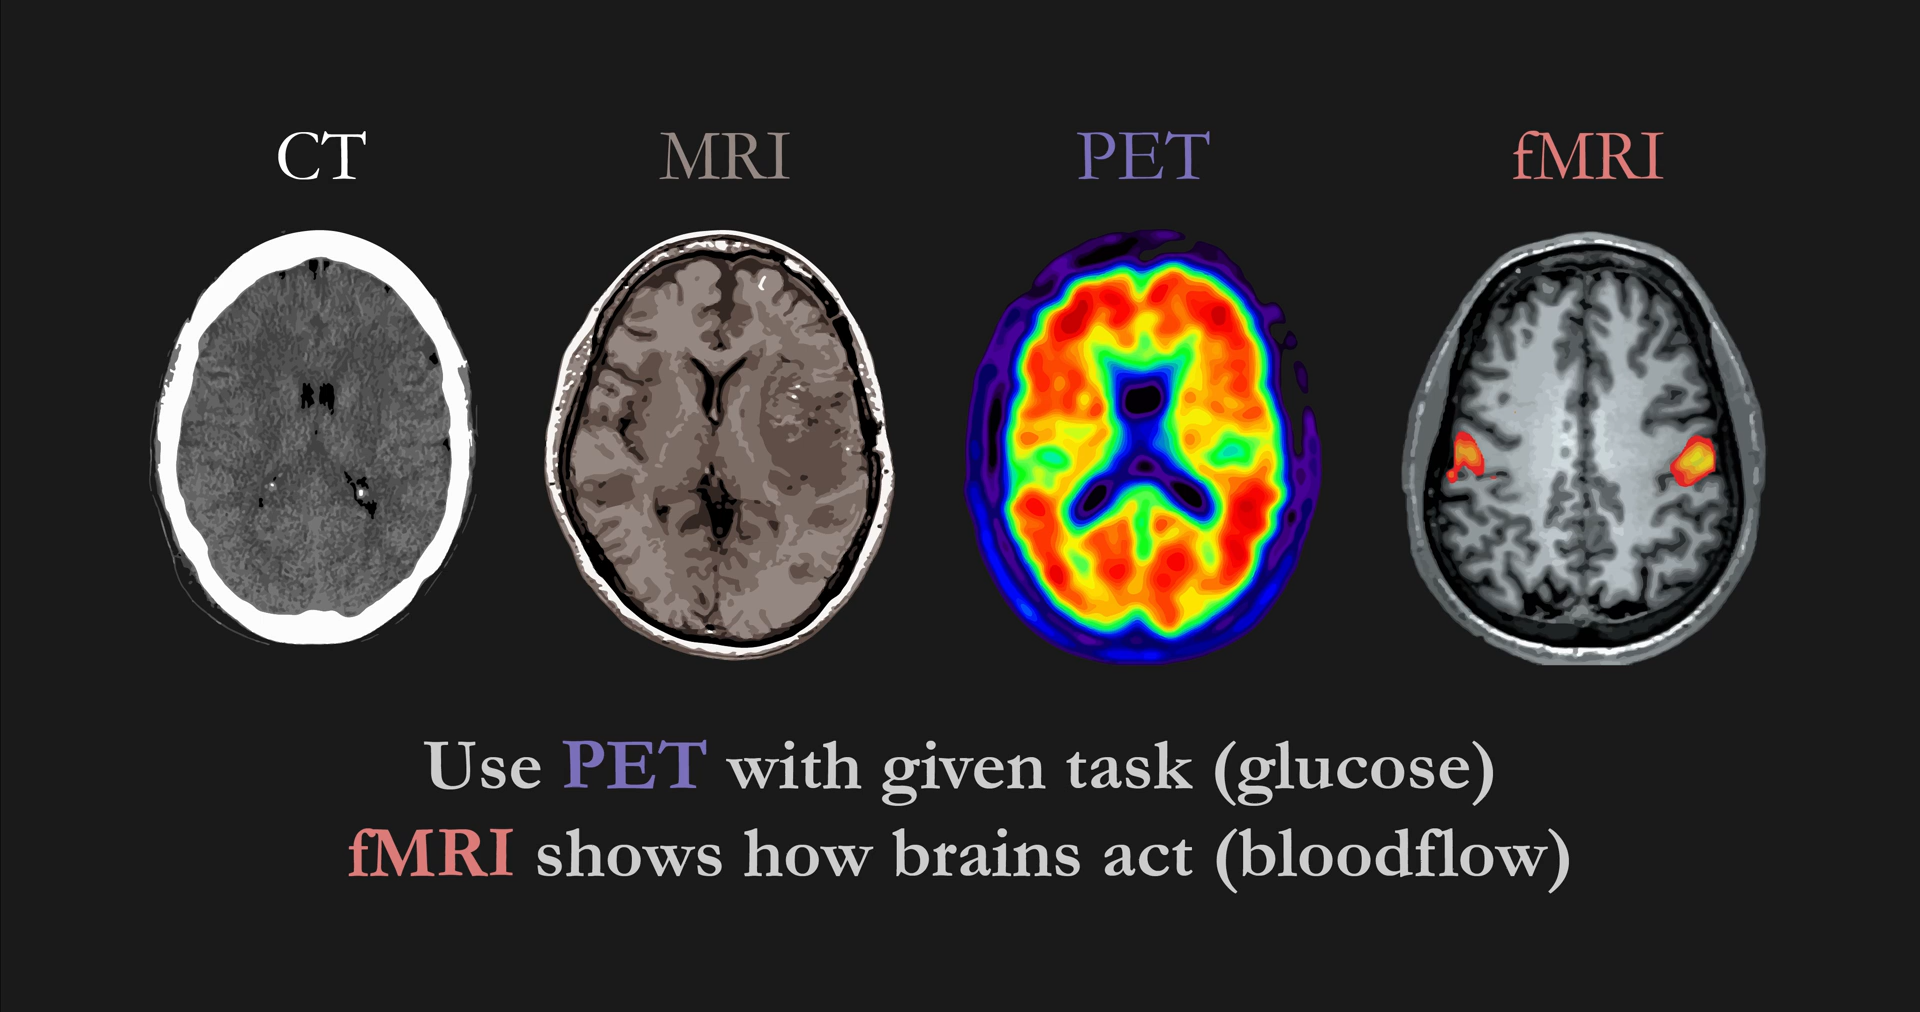 CT MRI PET fMRI
Use PET with given task (glucose)
fMRI shows how brains act (bloodflow)